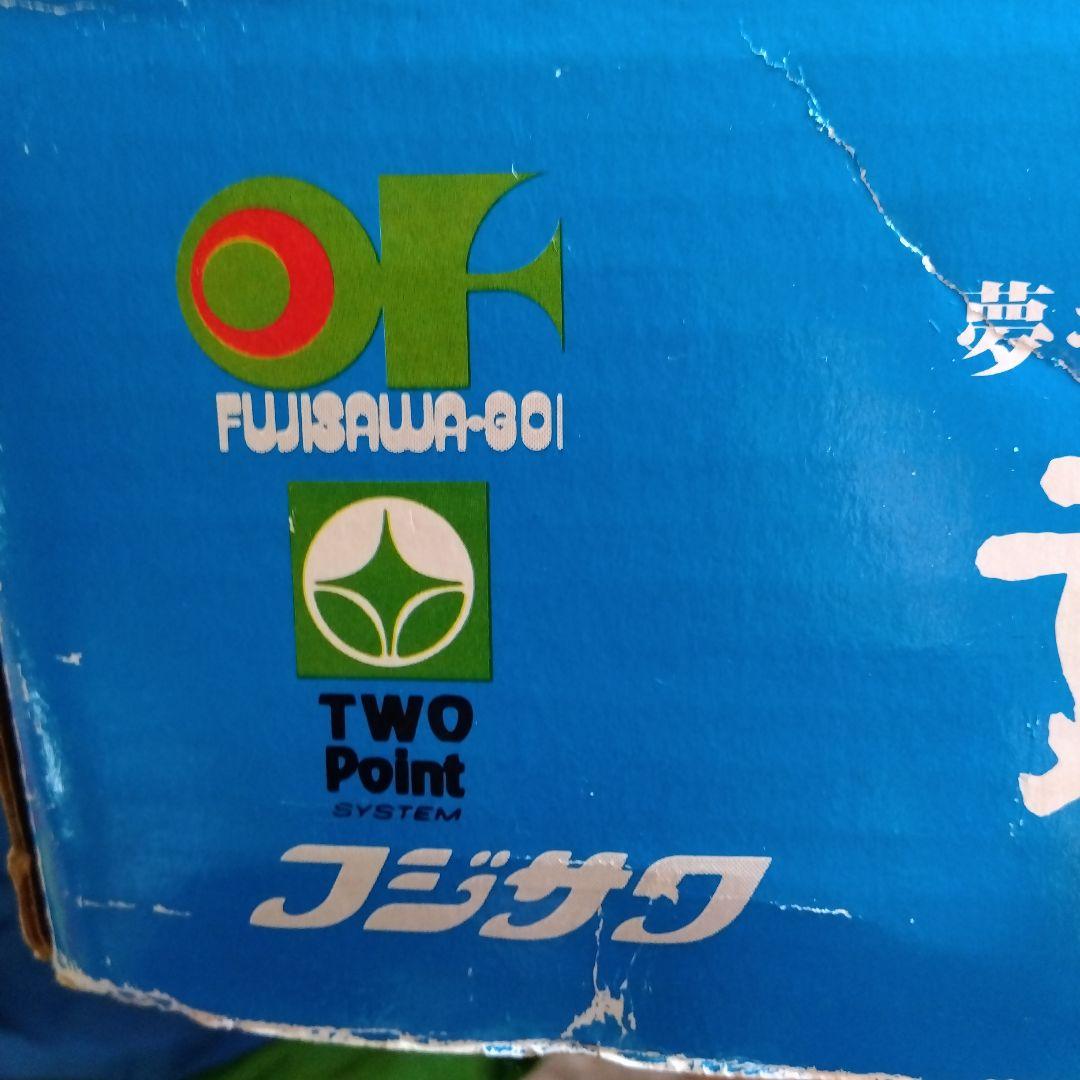 OF
FUJISAWA-GOI
TWO
Point
SYSTEM
フジサワ
夢